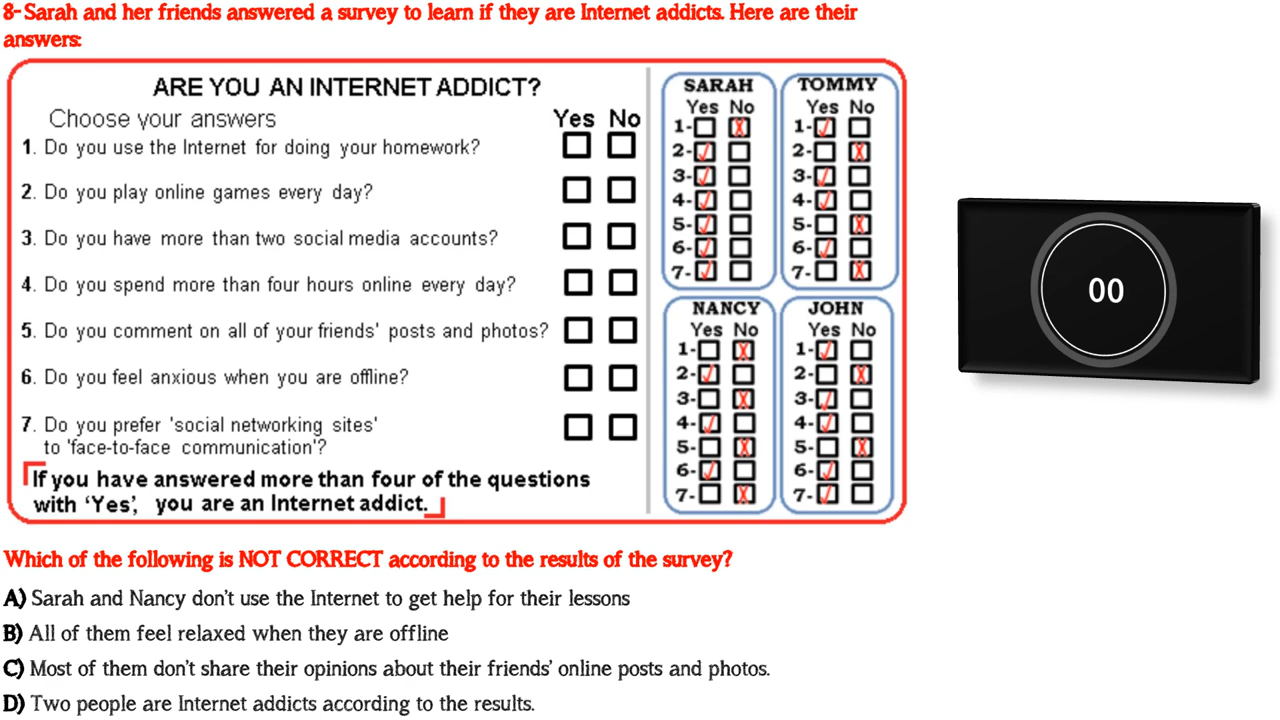 8- Sarah and her friends answered a survey to learn if they are Internet addicts. Here are their
answers:
ARE YOU AN INTERNET ADDICT?
Choose your answers
Yes No
1. Do you use the Internet for doing your homework?
2. Do you play online games every day?
3. Do you have more than two social media accounts?
4. Do you spend more than four hours online every day?
5. Do you comment on all of your friends' posts and photos?
6. Do you feel anxious when you are offline?
7. Do you prefer 'social networking sites'
to 'face-to-face communication'?
If you have answered more than four of the questions
with 'Yes', you are an Internet addict.
SARAH
Yes No
1-
2-
3-
4-
5-
6-
7-
TOMMY
Yes No
1-
2-
3-
4-
5-
6-
7-
NANCY
Yes No
1-
2-
3-
4-
5-
6-
7-
JOHN
Yes No
1-
2-
3-
4-
5-
6-
7-
00
Which of the following is NOT CORRECT according to the results of the survey?
A) Sarah and Nancy don't use the Internet to get help for their lessons
B) All of them feel relaxed when they are offline
C) Most of them don't share their opinions about their friends' online posts and photos.
D) Two people are Internet addicts according to the results.